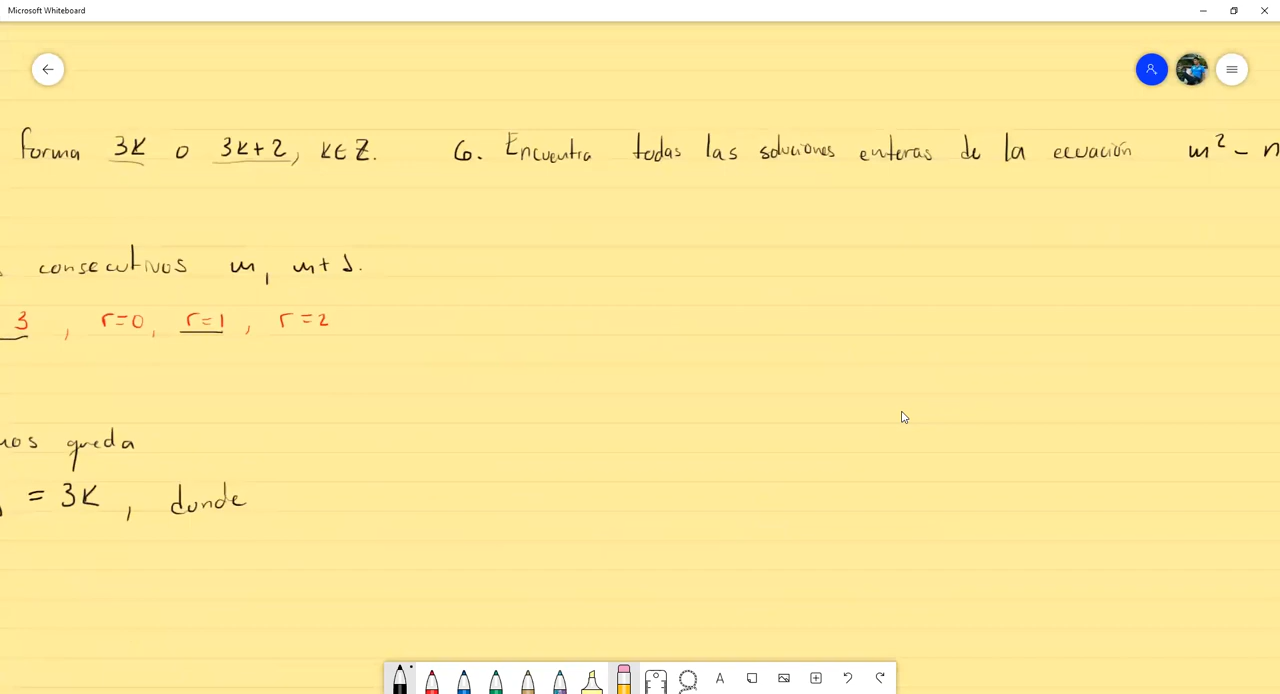 Microsoft Whiteboard
forma 3K o 3K+2, K∈Z.
6. Encuentra todas las soluciones enteras de la ecuación m² - n
consecutivos m, m+1.
3, r=0, r=1, r=2
nos queda
= 3K, donde